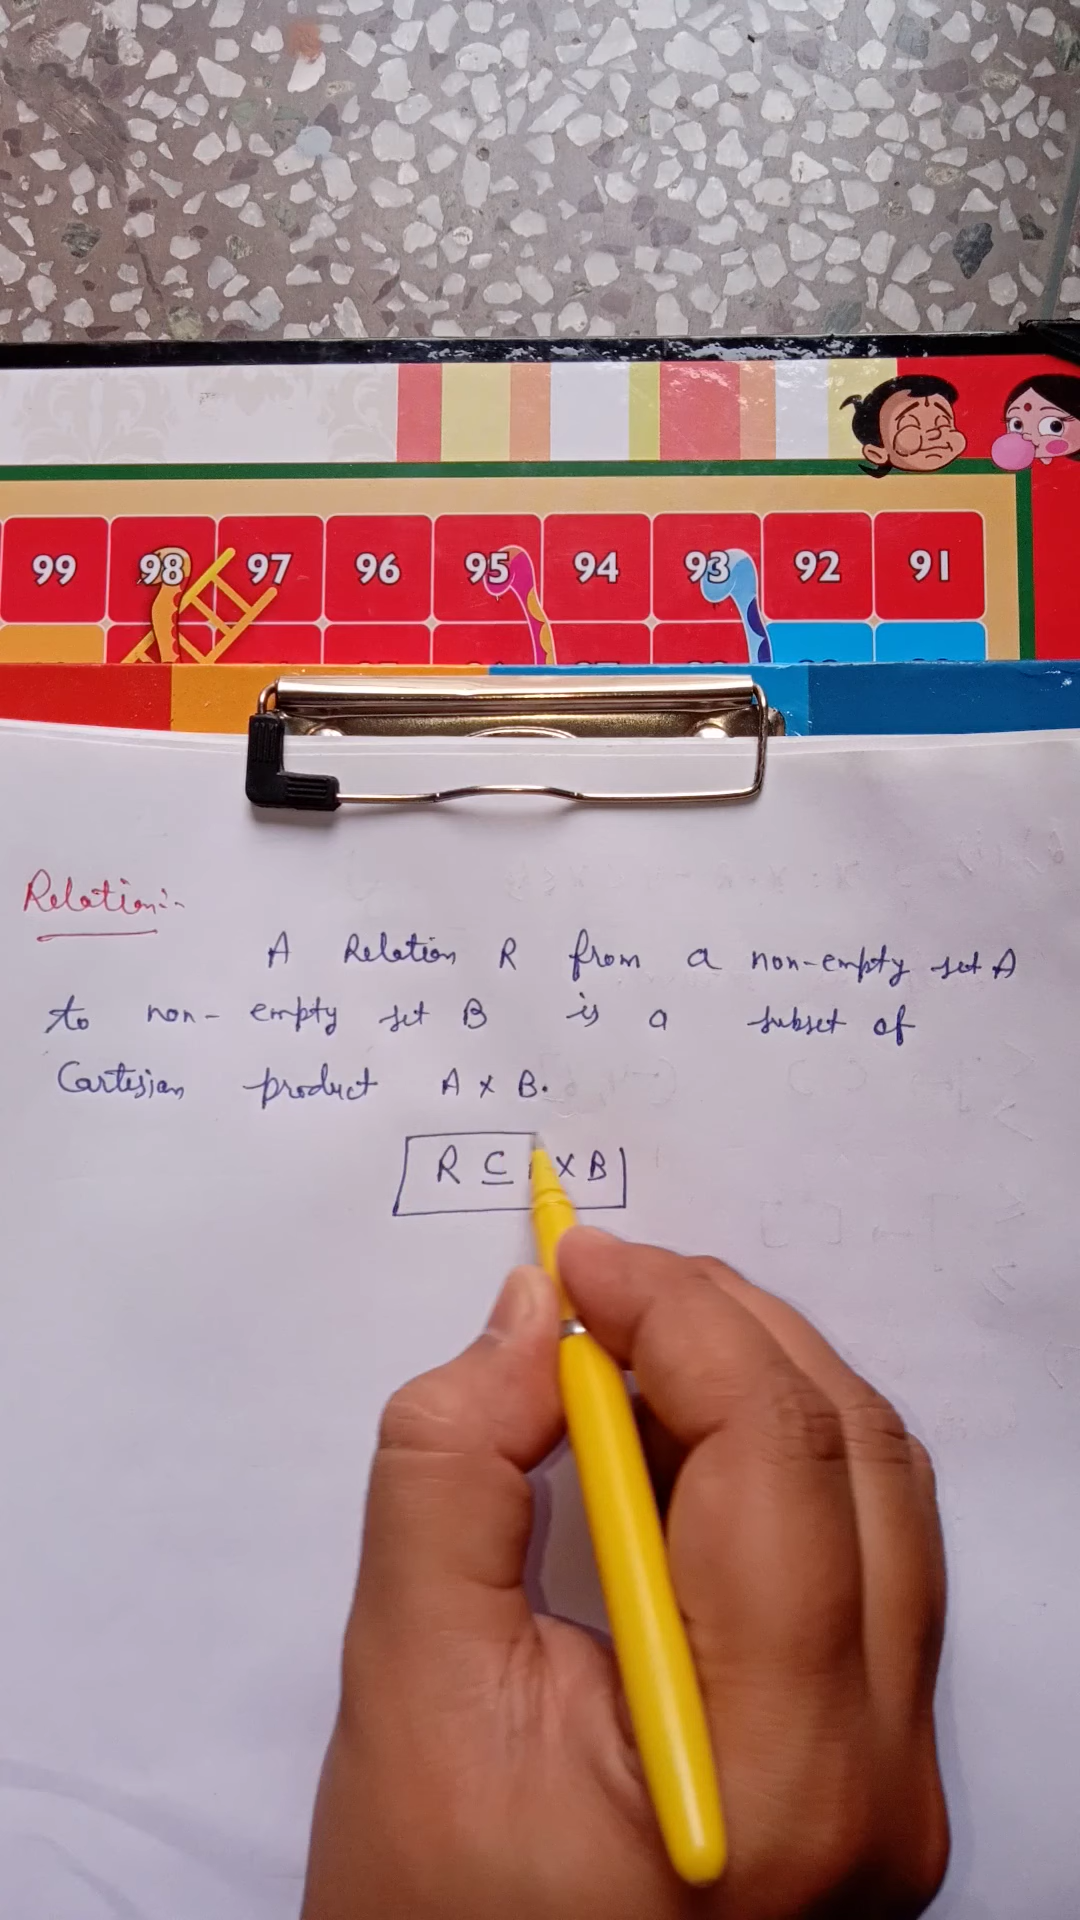 99 98 97 96 95 94 93 92 91
Relation:-
A Relation R from a non-empty set A
to non-empty set B is a subset of
Cartesian product A × B.
R ⊆ × B